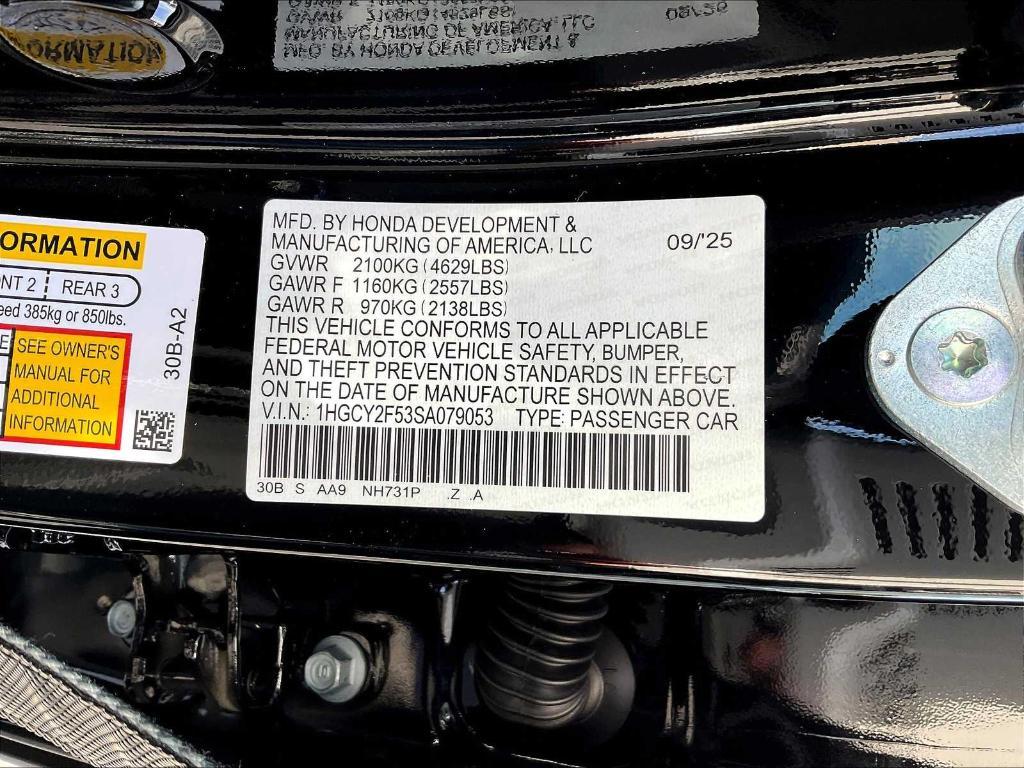 ORMATION
NT 2 REAR 3
eed 385kg or 850lbs.
E SEE OWNER'S
MANUAL FOR
ADDITIONAL
INFORMATION
30B-A2
MFD. BY HONDA DEVELOPMENT &
MANUFACTURING OF AMERICA, LLC 09/'25
GVWR 2100KG (4629LBS)
GAWR F 1160KG (2557LBS)
GAWR R 970KG (2138LBS)
THIS VEHICLE CONFORMS TO ALL APPLICABLE
FEDERAL MOTOR VEHICLE SAFETY, BUMPER,
AND THEFT PREVENTION STANDARDS IN EFFECT
ON THE DATE OF MANUFACTURE SHOWN ABOVE.
V.I.N.: 1HGCY2F53SA079053 TYPE: PASSENGER CAR
30B S AA9 NH731P .Z .A